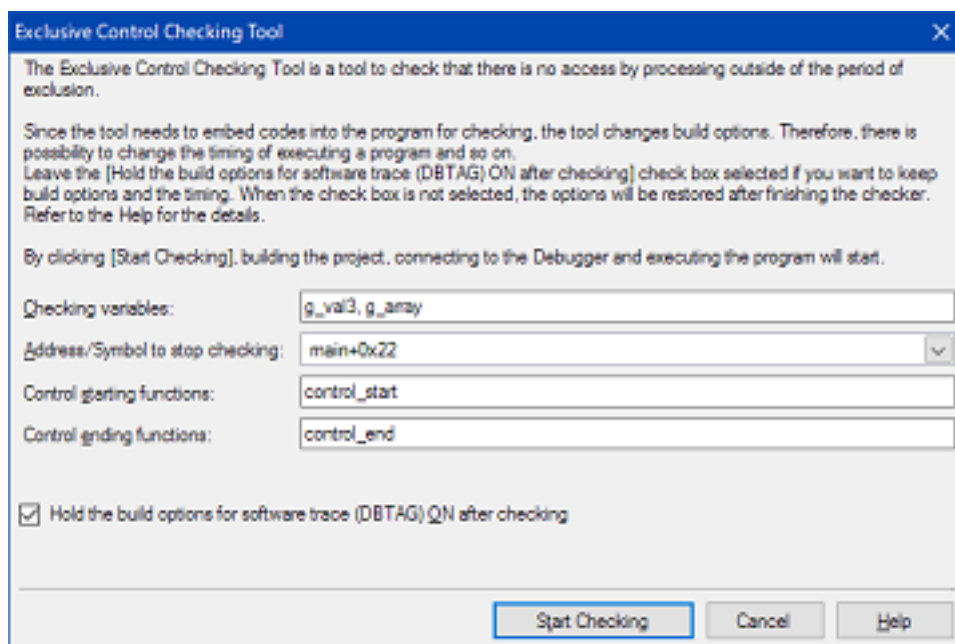 Exclusive Control Checking Tool
The Exclusive Control Checking Tool is a tool to check that there is no access by processing outside of the period of
exclusion.
Since the tool needs to embed codes into the program for checking, the tool changes build options. Therefore, there is
possibility to change the timing of executing a program and so on.
Leave the [Hold the build options for software trace (DBTAG) ON after checking] check box selected if you want to keep
build options and the timing. When the check box is not selected, the options will be restored after finishing the checker.
Refer to the Help for the details.
By clicking [Start Checking], building the project, connecting to the Debugger and executing the program will start.
Checking variables: g_val3, g_array
Address/Symbol to stop checking: main+0x22
Control starting functions: control_start
Control ending functions: control_end
Hold the build options for software trace (DBTAG) ON after checking
Start Checking Cancel Help